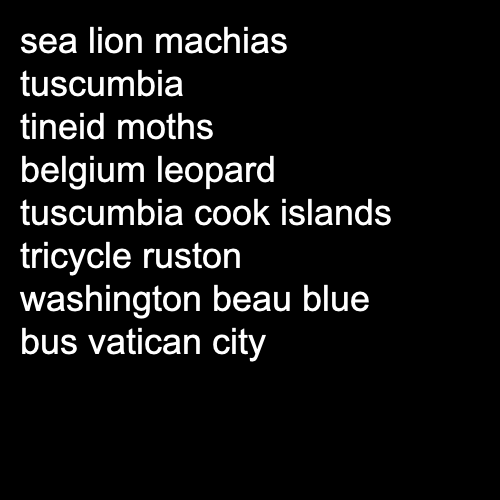 sea lion machias
tuscumbia
tineid moths
belgium leopard
tuscumbia cook islands
tricycle ruston
washington beau blue
bus vatican city